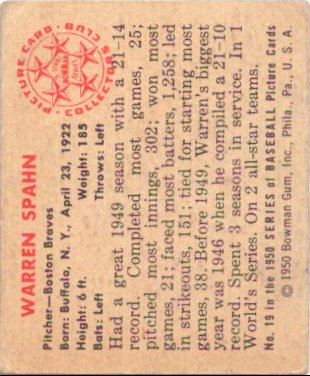 WARREN SPAHN
Pitcher—Boston Braves
Born: Buffalo, N. Y., April 23, 1922
Height: 6 ft. Weight: 185
Bats: Left Throws: Left
Had a great 1949 season with a 21-14
record. Completed most games, 25;
pitched most innings, 302; won most
games, 21; faced most batters, 1,258; led
in strikeouts, 151; tied for starting most
games, 38. Before 1949, Warren's biggest
year was 1946 when he compiled a 21-10
record. Spent 3 seasons in service. In 1
World's Series. On 2 all-star teams.
No. 19 in the 1950 SERIES of BASEBALL Picture Cards
© 1950 Bowman Gum, Inc., Phila., Pa., U. S. A.
PICTURE CARD
COLLECTOR'S CLUB
BOWMAN